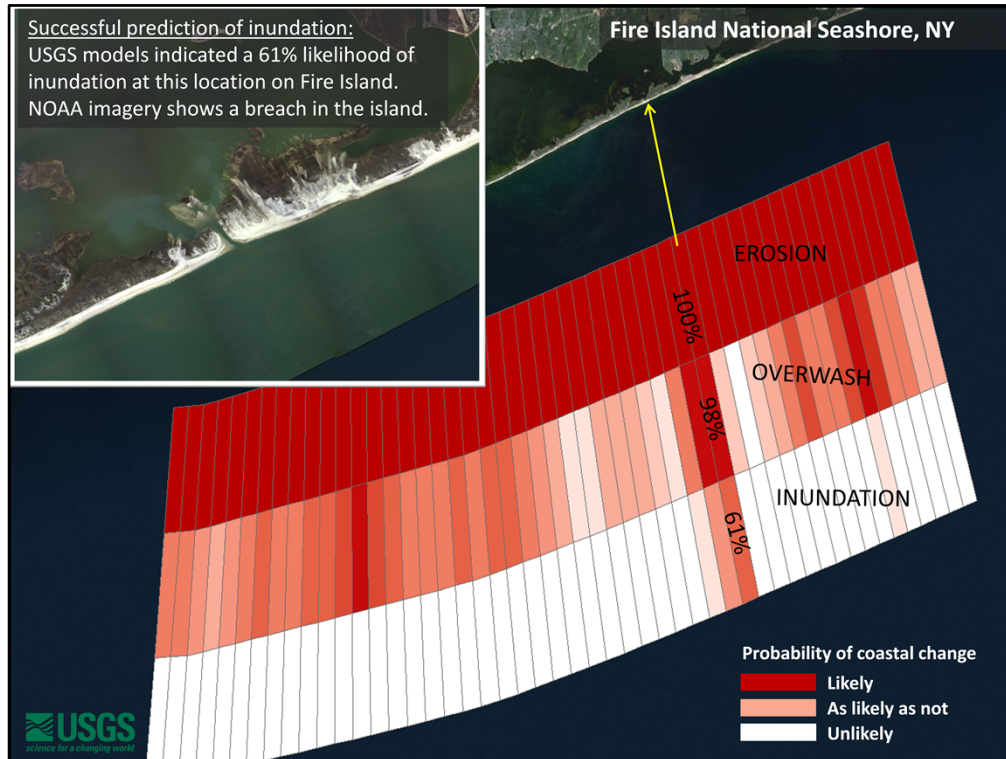 Successful prediction of inundation:
USGS models indicated a 61% likelihood of
inundation at this location on Fire Island.
NOAA imagery shows a breach in the island.
Fire Island National Seashore, NY
EROSION
100%
OVERWASH
98%
INUNDATION
61%
Probability of coastal change
Likely
As likely as not
Unlikely
USGS
science for a changing world